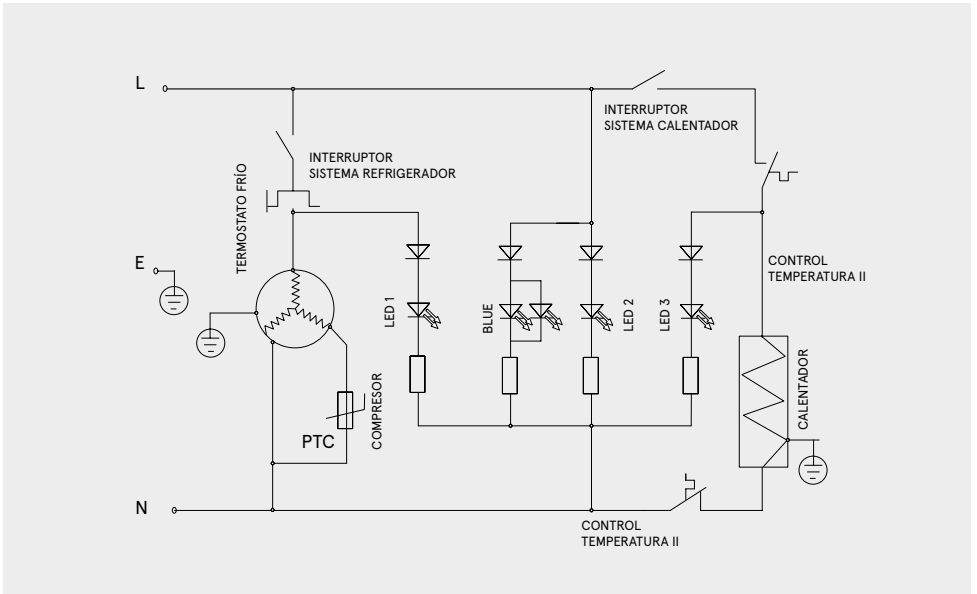 L
INTERRUPTOR
SISTEMA CALENTADOR
INTERRUPTOR
SISTEMA REFRIGERADOR
TERMOSTATO FRÍO
E
CONTROL
TEMPERATURA II
LED 1
BLUE
LED 2
LED 3
CALENTADOR
COMPRESOR
PTC
N
CONTROL
TEMPERATURA II